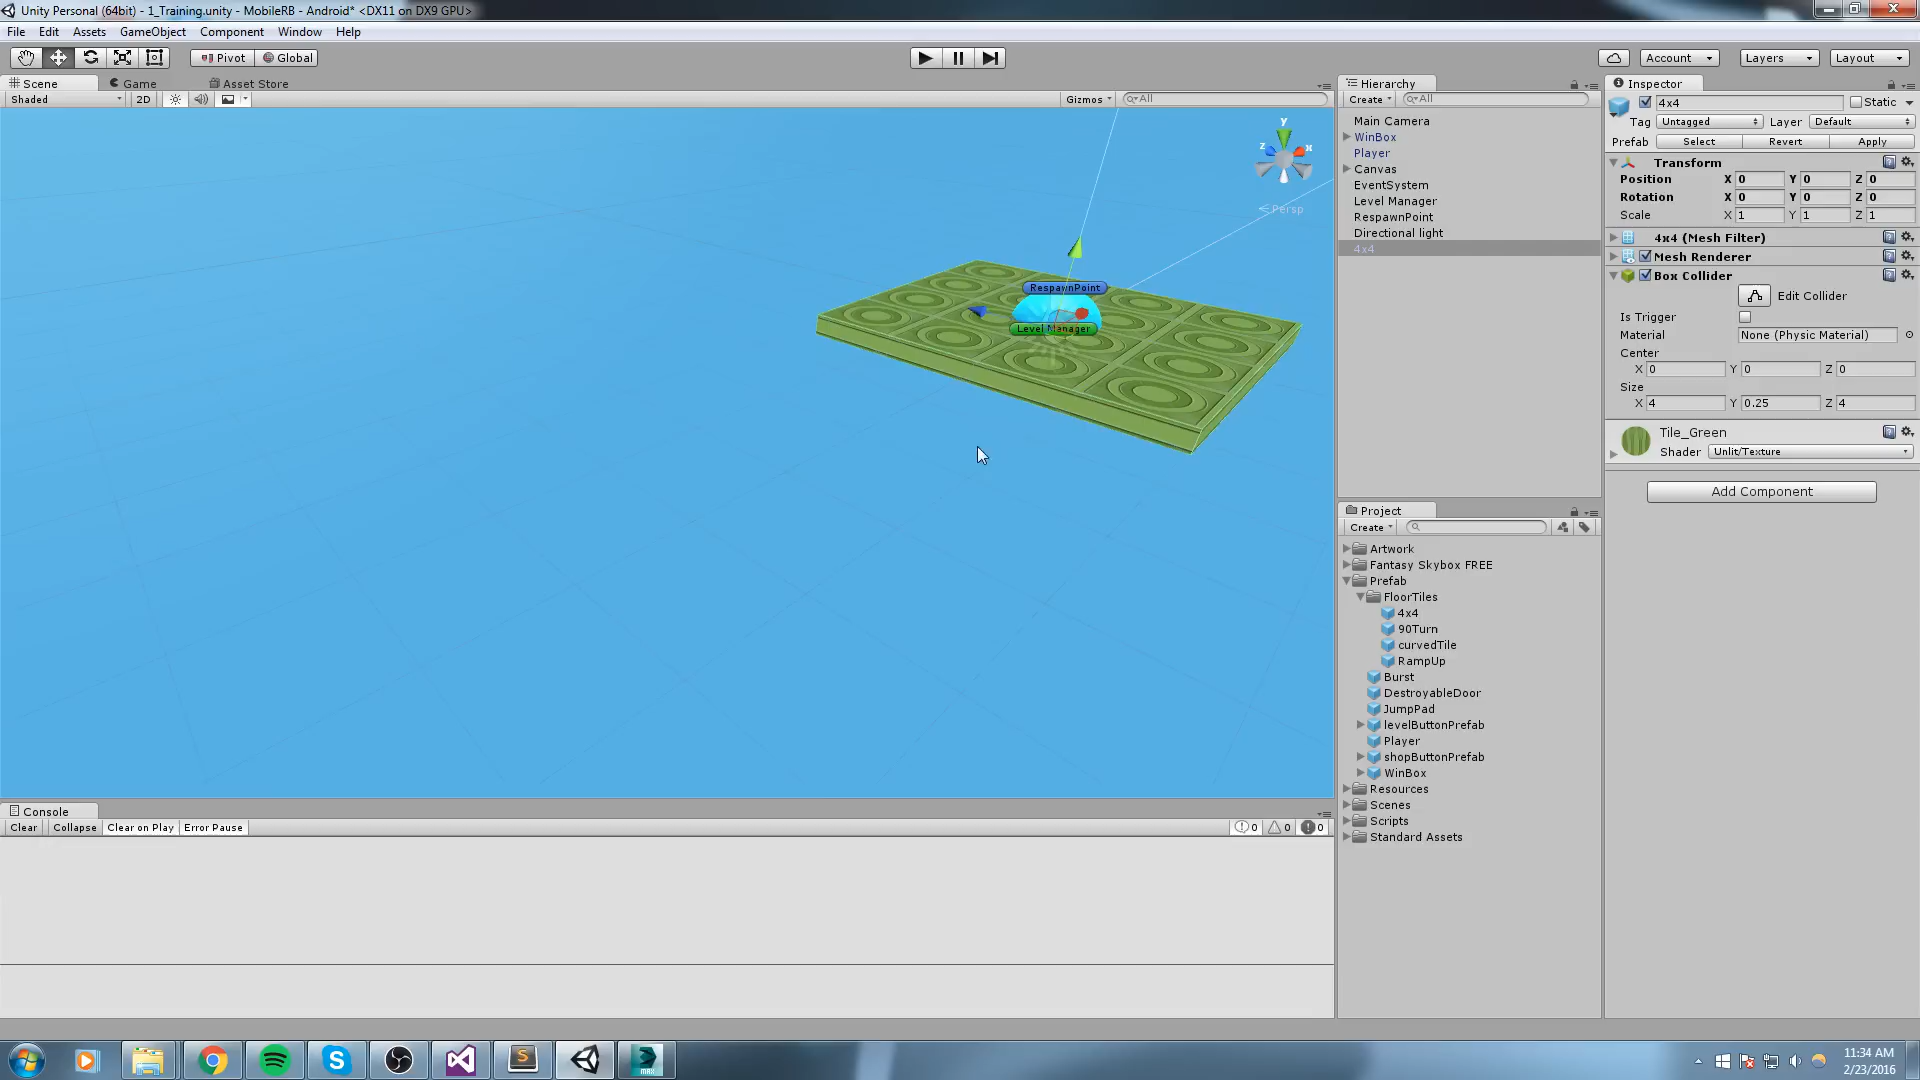 Unity Personal (64bit) - 1_Training.unity - MobileRB - Android* <DX11 on DX9 GPU>
File Edit Assets GameObject Component Window Help
Pivot Global Account Layers Layout
Scene Game Asset Store
Shaded 2D Gizmos All
y
z
x
Persp
RespawnPoint
Level Manager
Hierarchy
Create All
Main Camera
WinBox
Player
Canvas
EventSystem
Level Manager
RespawnPoint
Directional light
4x4
Project
Create
Artwork
Fantasy Skybox FREE
Prefab
FloorTiles
4x4
90Turn
curvedTile
RampUp
Burst
DestroyableDoor
JumpPad
levelButtonPrefab
Player
shopButtonPrefab
WinBox
Resources
Scenes
Scripts
Standard Assets
Inspector
4x4 Static
Tag Untagged Layer Default
Prefab Select Revert Apply
Transform
Position X 0 Y 0 Z 0
Rotation X 0 Y 0 Z 0
Scale X 1 Y 1 Z 1
4x4 (Mesh Filter)
Mesh Renderer
Box Collider
Edit Collider
Is Trigger
Material None (Physic Material)
Center
X 0 Y 0 Z 0
Size
X 4 Y 0.25 Z 4
Tile_Green
Shader Unlit/Texture
Add Component
Console
Clear Collapse Clear on Play Error Pause 0 0 0
MAX
11:34 AM
2/23/2016